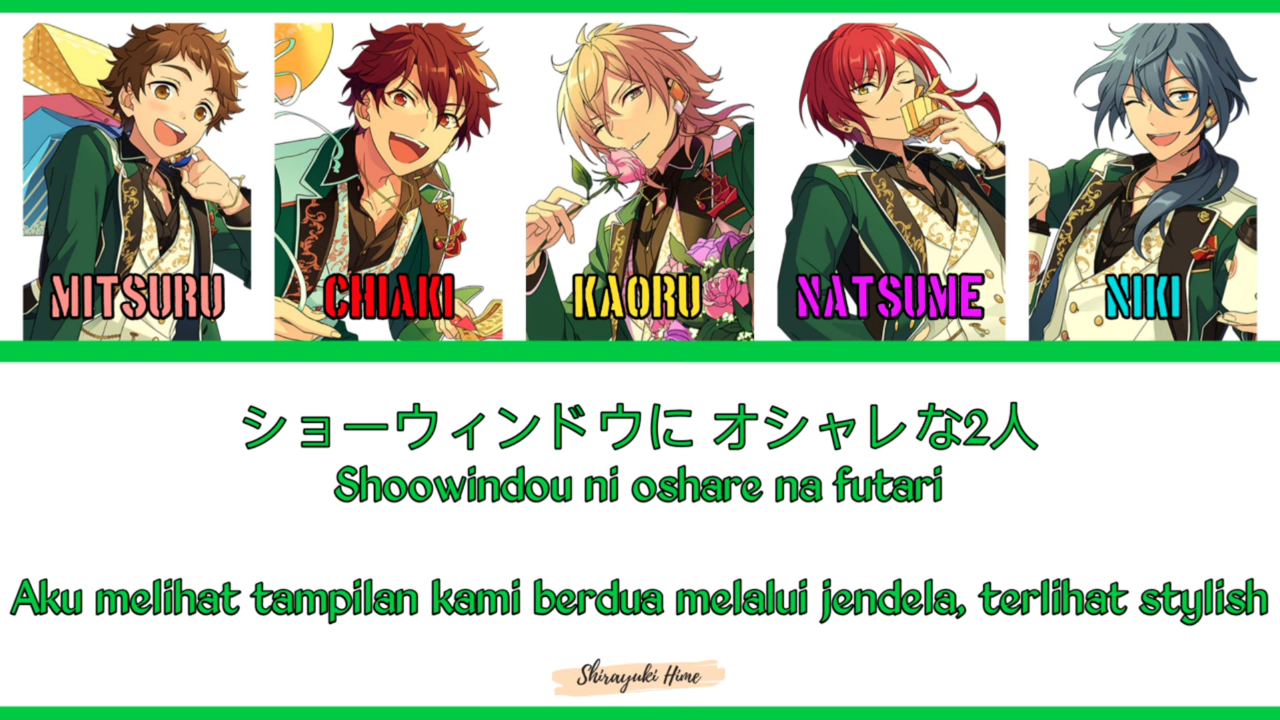 MITSURU
CHIAKI
KAORU
NATSUME
NIKI
ショーウィンドウに オシャレな2人
Shoowindou ni oshare na futari
Aku melihat tampilan kami berdua melalui jendela, terlihat stylish
Shirayuki Hime